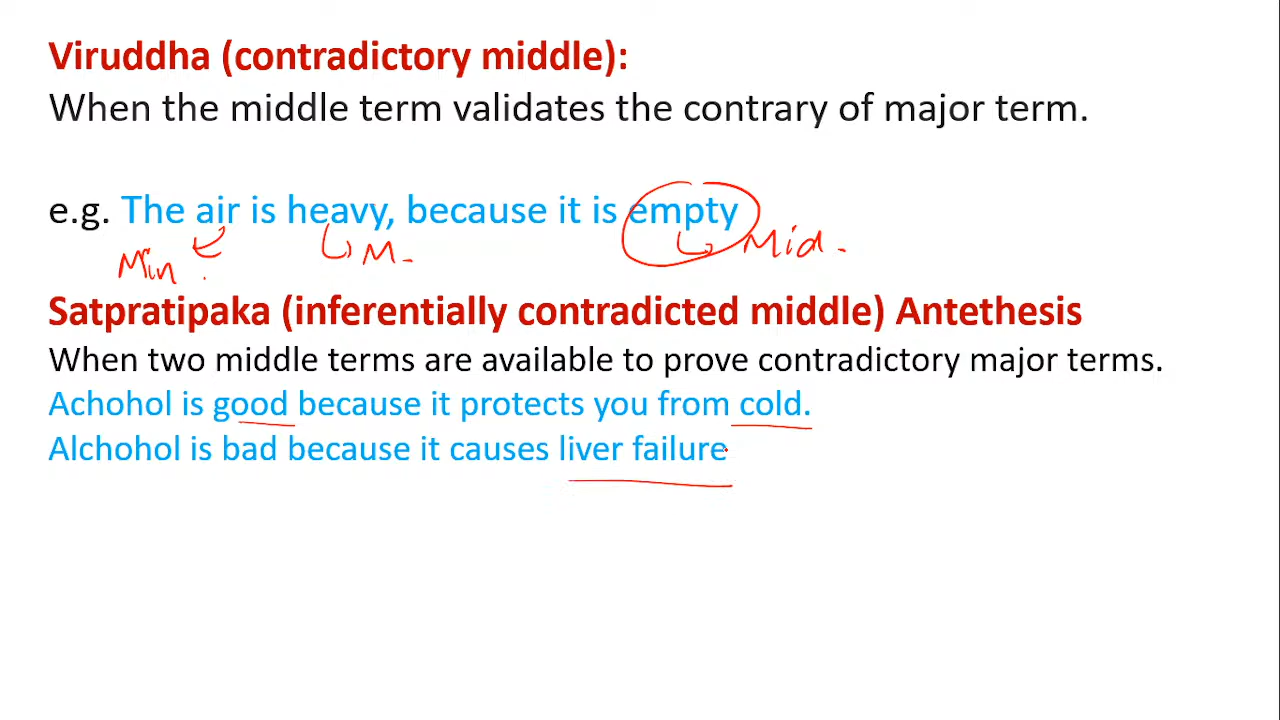 Viruddha (contradictory middle):
When the middle term validates the contrary of major term.
e.g. The air is heavy, because it is empty
Min M. Mid.
Satpratipaka (inferentially contradicted middle) Antethesis
When two middle terms are available to prove contradictory major terms.
Achohol is good because it protects you from cold.
Alchohol is bad because it causes liver failure